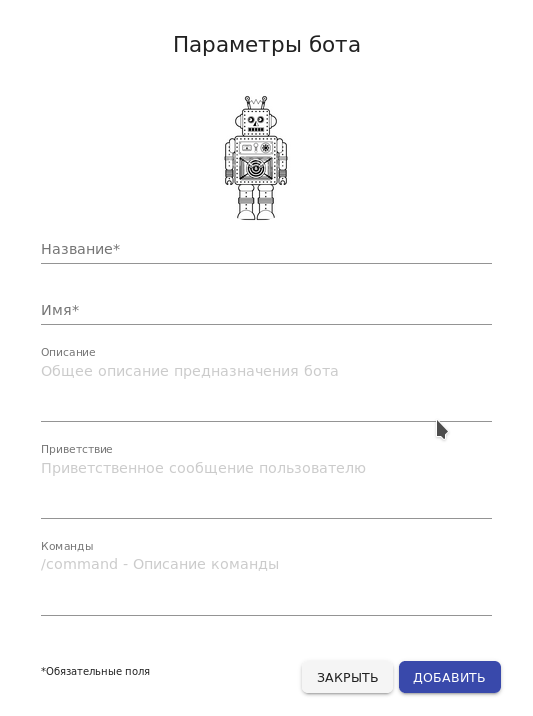 Параметры бота
Название*
Имя*
Описание
Общее описание предназначения бота
Приветствие
Приветственное сообщение пользователю
Команды
/command - Описание команды
*Обязательные поля
ЗАКРЫТЬ
ДОБАВИТЬ